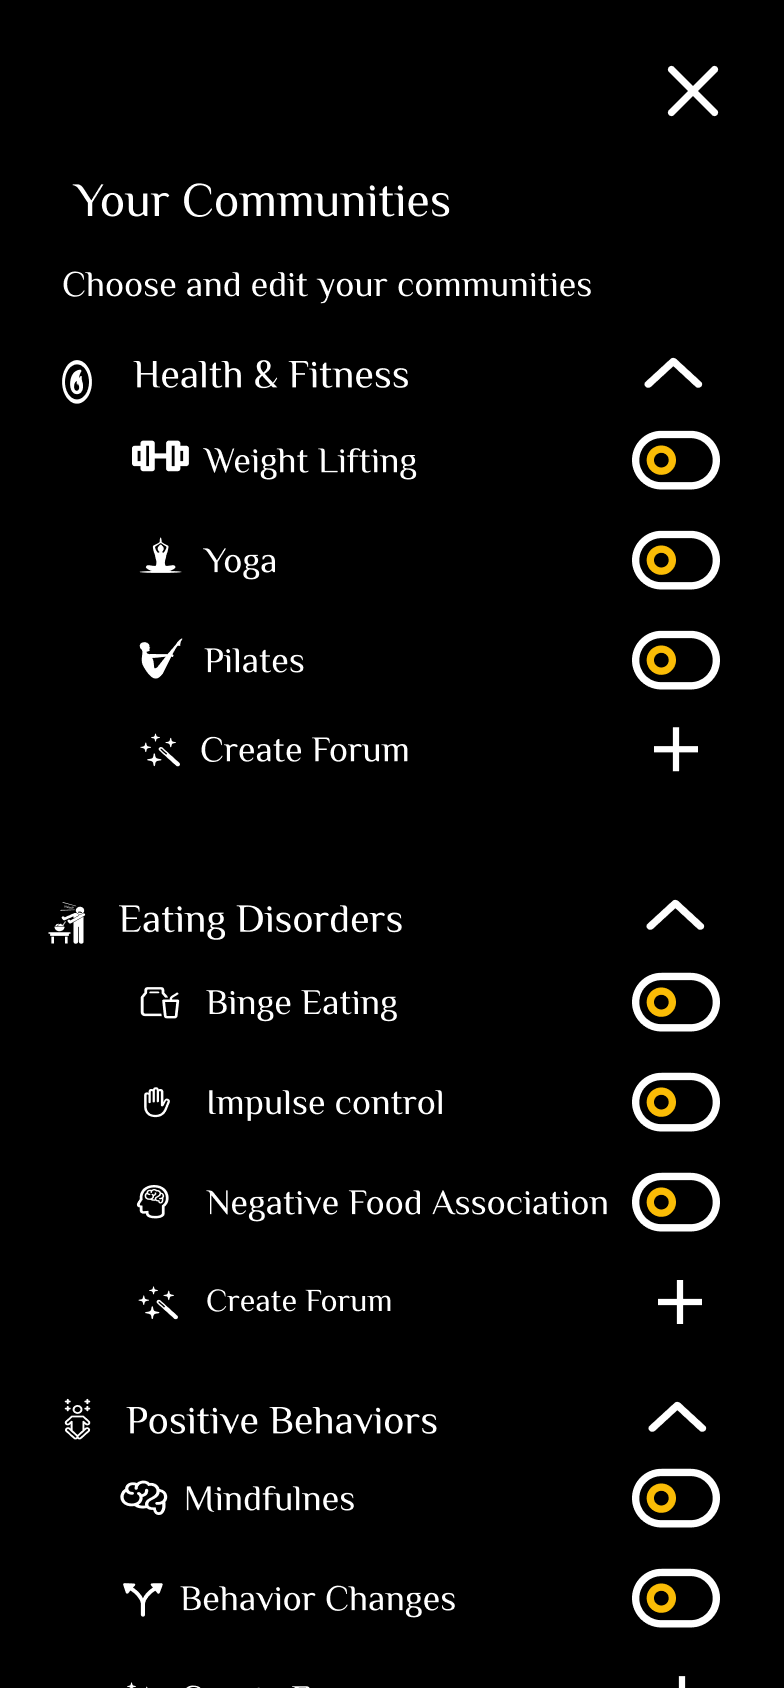 Your Communities
Choose and edit your communities
Health & Fitness
Weight Lifting
Yoga
Pilates
Create Forum
Eating Disorders
Binge Eating
Impulse control
Negative Food Association
Create Forum
Positive Behaviors
Mindfulnes
Behavior Changes